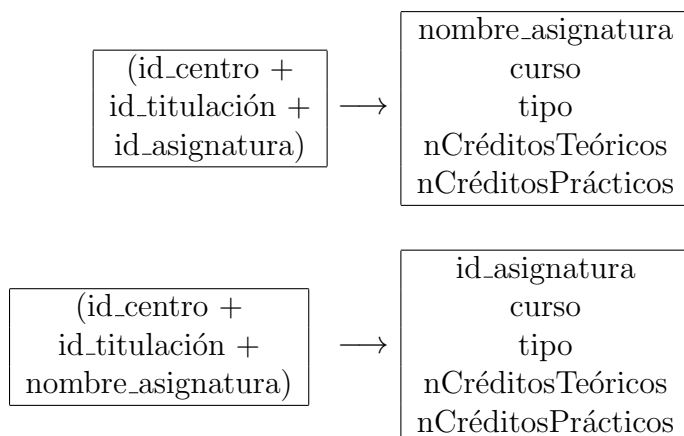 (id_centro +
id_titulación +
id_asignatura)
⟶
nombre_asignatura
curso
tipo
nCréditosTeóricos
nCréditosPrácticos
(id_centro +
id_titulación +
nombre_asignatura)
⟶
id_asignatura
curso
tipo
nCréditosTeóricos
nCréditosPrácticos